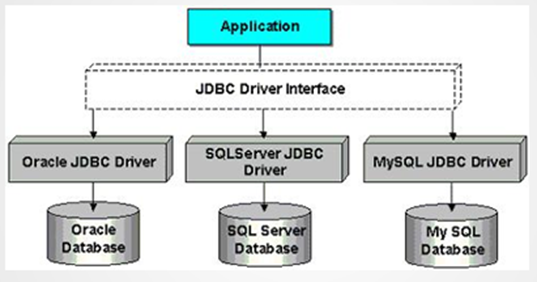 Application
JDBC Driver Interface
Oracle JDBC Driver
SQLServer JDBC
Driver
MySQL JDBC Driver
Oracle
Database
SQL Server
Database
My SQL
Database